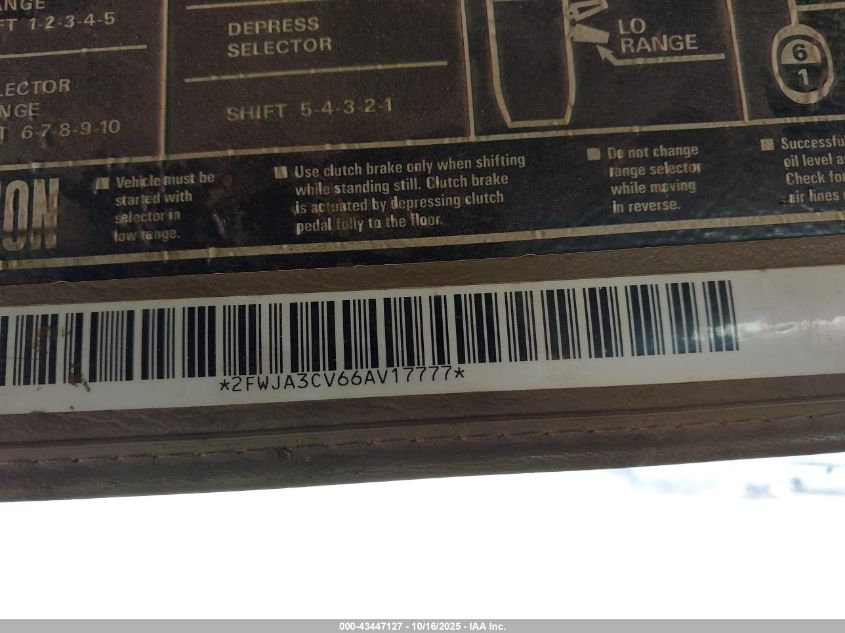 ANGE
FT 1-2-3-4-5
DEPRESS
SELECTOR
LO
RANGE
6
1
LECTOR
NGE
T 6-7-8-9-10
SHIFT 5-4-3-2-1
ION
Vehicle must be
started with
selector in
low range.
Use clutch brake only when shifting
while standing still. Clutch brake
is actuated by depressing clutch
pedal fully to the floor.
Do not change
range selector
while moving
in reverse.
Successfu
oil level a
Check fo
air lines
*2FWJA3CV66AV17777*
000-43447127 - 10/16/2025 - IAA Inc.